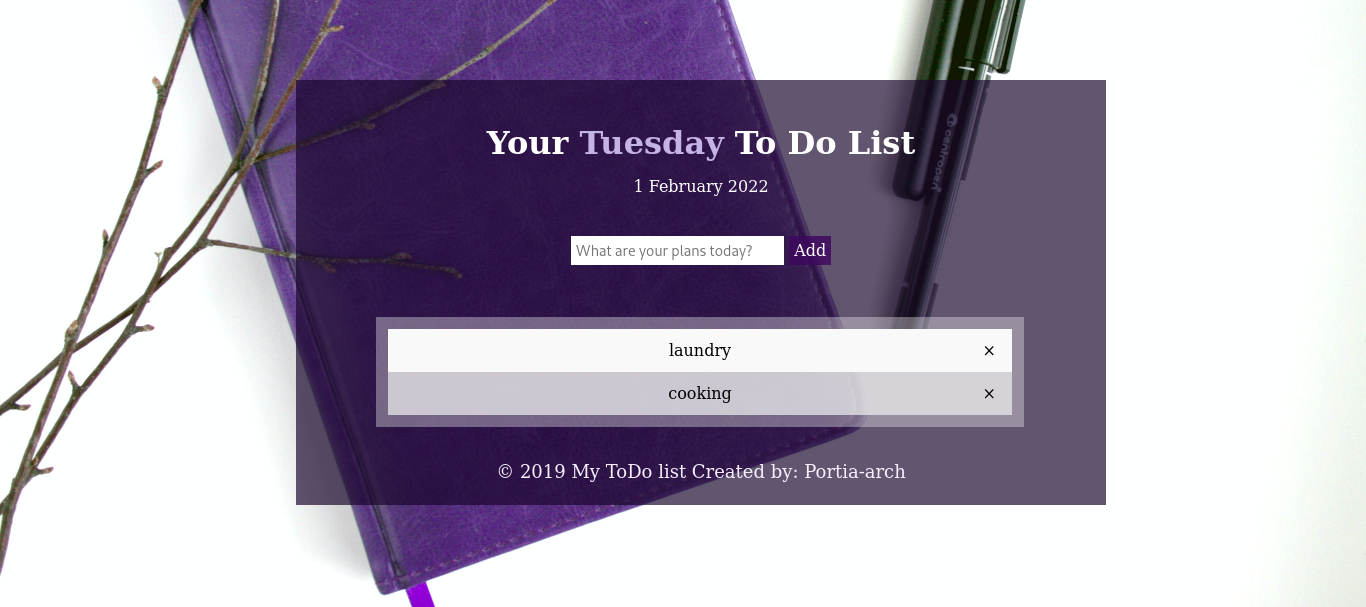 Your Tuesday To Do List
1 February 2022
What are your plans today? Add
laundry ×
cooking ×
© 2019 My ToDo list Created by: Portia-arch
centropen